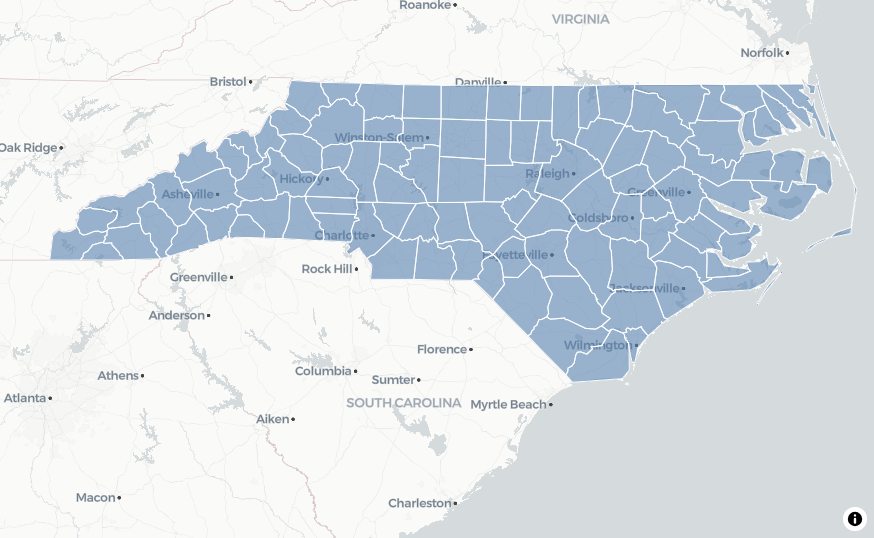 Roanoke
VIRGINIA
Norfolk
Bristol
Danville
Winston-Salem
Oak Ridge
Hickory
Raleigh
Asheville
Greenville
Goldsboro
Charlotte
Fayetteville
Rock Hill
Greenville
Jacksonville
Anderson
Wilmington
Florence
Columbia
Athens
Sumter
Atlanta
SOUTH CAROLINA
Myrtle Beach
Aiken
Macon
Charleston